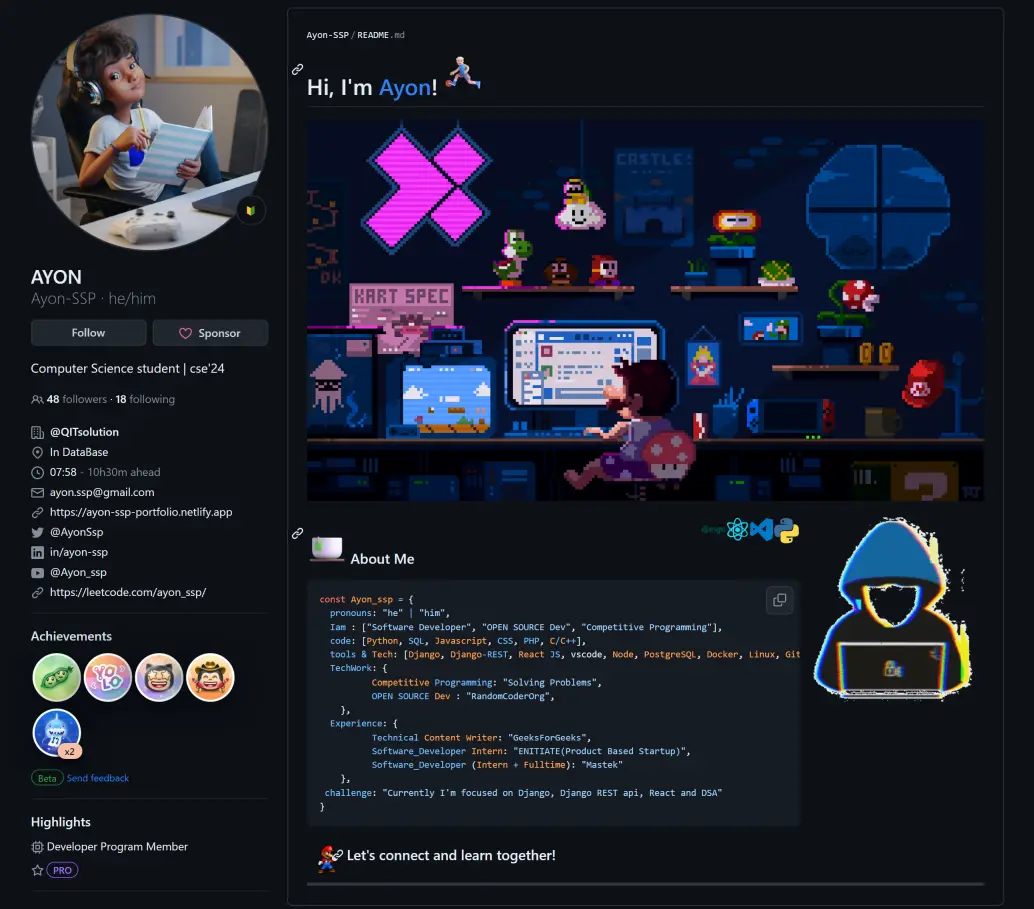 AYON
Ayon-SSP · he/him
Follow
Sponsor
Computer Science student | cse'24
48 followers · 18 following
@QITsolution
In DataBase
07:58 - 10h30m ahead
ayon.ssp@gmail.com
https://ayon-ssp-portfolio.netlify.app
@AyonSsp
in/ayon-ssp
@Ayon_ssp
https://leetcode.com/ayon_ssp/
Achievements
YOLO
x2
Beta Send feedback
Highlights
Developer Program Member
PRO
Ayon-SSP/README.md
Hi, I'm Ayon!
CASTLE!
DK
KART SPEC
django
About Me
const Ayon_ssp = {
pronouns: "he" | "him",
Iam : ["Software Developer", "OPEN SOURCE Dev", "Competitive Programming"],
code: [Python, SQL, Javascript, CSS, PHP, C/C++],
tools & Tech: [Django, Django-REST, React JS, vscode, Node, PostgreSQL, Docker, Linux, Git
TechWork: {
Competitive Programming: "Solving Problems",
OPEN SOURCE Dev : "RandomCoderOrg",
},
Experience: {
Technical Content Writer: "GeeksForGeeks",
Software_Developer Intern: "ENITIATE(Product Based Startup)",
Software_Developer (Intern + Fulltime): "Mastek"
},
challenge: "Currently I'm focused on Django, Django REST api, React and DSA"
}
Let's connect and learn together!